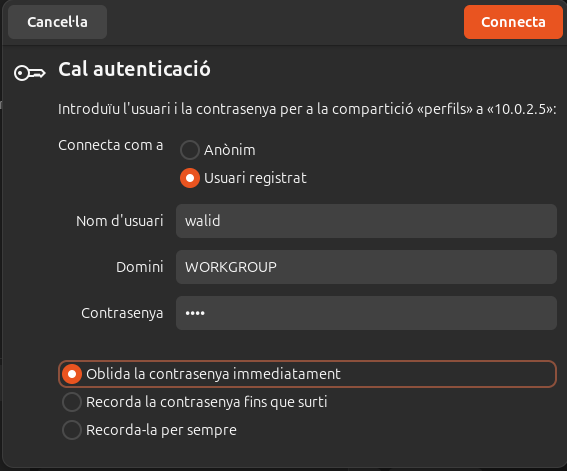 Cancel·la
Connecta
Cal autenticació
Introduïu l'usuari i la contrasenya per a la compartició «perfils» a «10.0.2.5»:
Connecta com a
Anònim
Usuari registrat
Nom d'usuari walid
Domini WORKGROUP
Contrasenya ••••
Oblida la contrasenya immediatament
Recorda la contrasenya fins que surti
Recorda-la per sempre